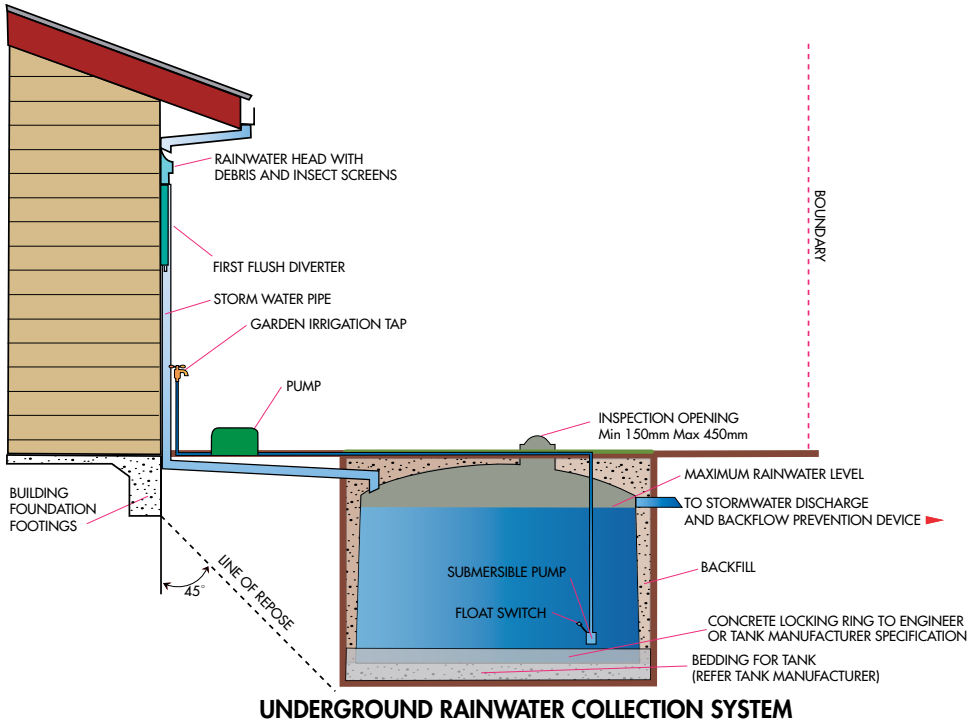 RAINWATER HEAD WITH
DEBRIS AND INSECT SCREENS
BOUNDARY
FIRST FLUSH DIVERTER
STORM WATER PIPE
GARDEN IRRIGATION TAP
PUMP
INSPECTION OPENING
Min 150mm Max 450mm
MAXIMUM RAINWATER LEVEL
BUILDING
FOUNDATION
FOOTINGS
TO STORMWATER DISCHARGE
AND BACKFLOW PREVENTION DEVICE
LINE OF REPOSE
45°
SUBMERSIBLE PUMP
BACKFILL
FLOAT SWITCH
CONCRETE LOCKING RING TO ENGINEER
OR TANK MANUFACTURER SPECIFICATION
BEDDING FOR TANK
(REFER TANK MANUFACTURER)
UNDERGROUND RAINWATER COLLECTION SYSTEM